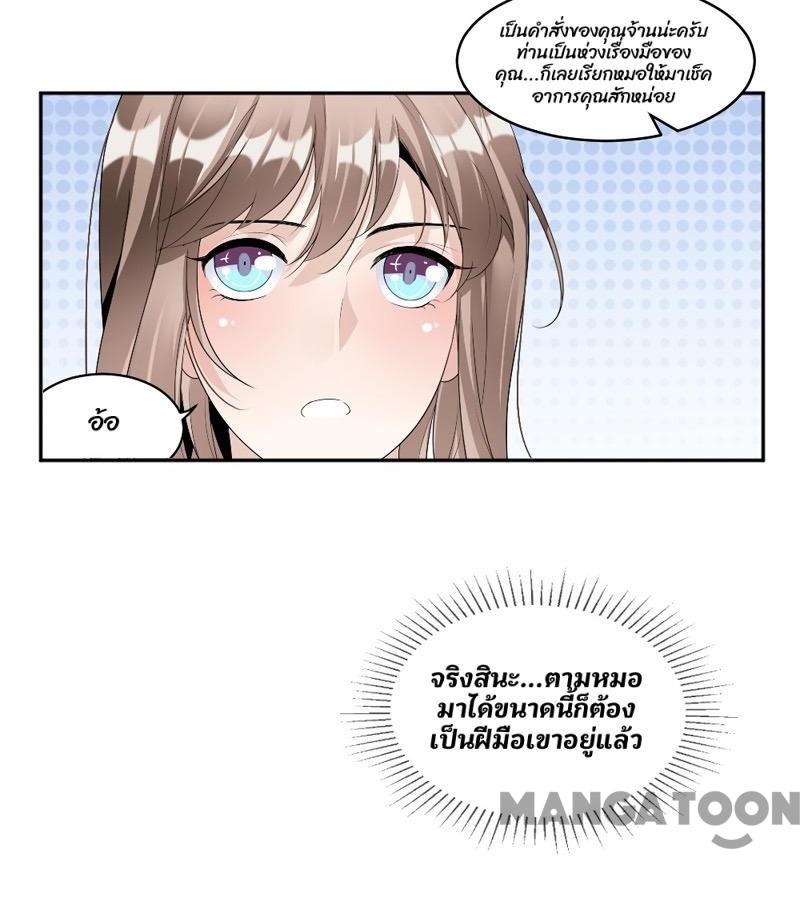 เป็นคำสั่งของคุณจ้านน่ะครับ
ท่านเป็นห่วงเรื่องมือของ
คุณ...ก็เลยเรียกหมอให้มาเช็ค
อาการคุณสักหน่อย
อ้อ
จริงสินะ...ตามหมอ
มาได้ขนาดนี้ก็ต้อง
เป็นฝีมือเขาอยู่แล้ว
MANGATOON